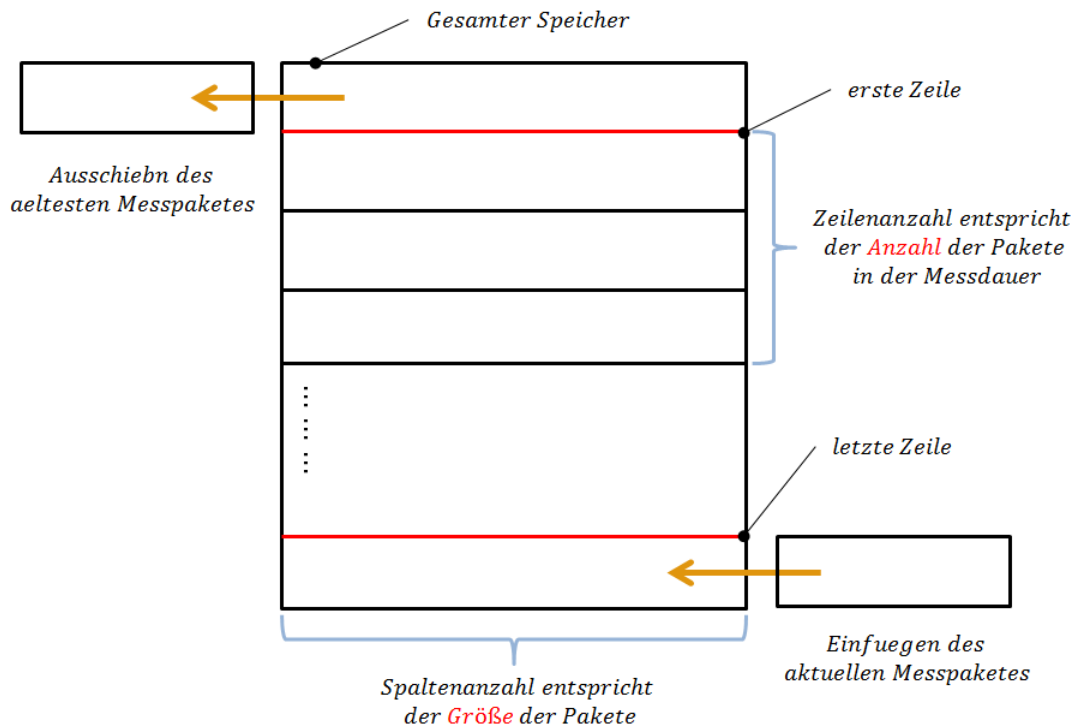 Gesamter Speicher
erste Zeile
Ausschiebn des
aeltesten Messpaketes
Zeilenanzahl entspricht
der Anzahl der Pakete
in der Messdauer
letzte Zeile
Einfuegen des
aktuellen Messpaketes
Spaltenanzahl entspricht
der Größe der Pakete